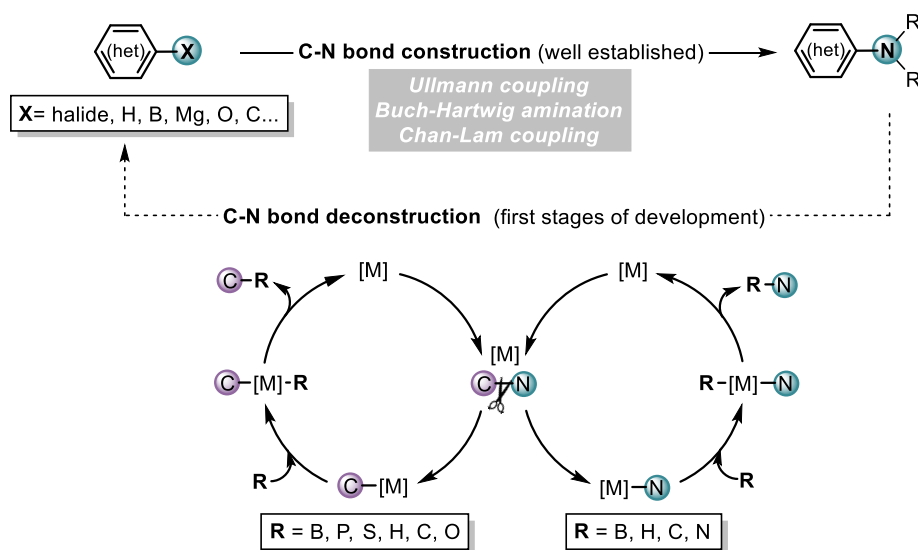 (het) X C-N bond construction (well established) (het) N R R
Ullmann coupling
Buch-Hartwig amination
Chan-Lam coupling
X= halide, H, B, Mg, O, C...
C-N bond deconstruction (first stages of development)
C-R [M] [M] R-N
[M]
C-[M]-R C N R-[M]-N
R C-[M] [M]-N R
R = B, P, S, H, C, O R = B, H, C, N